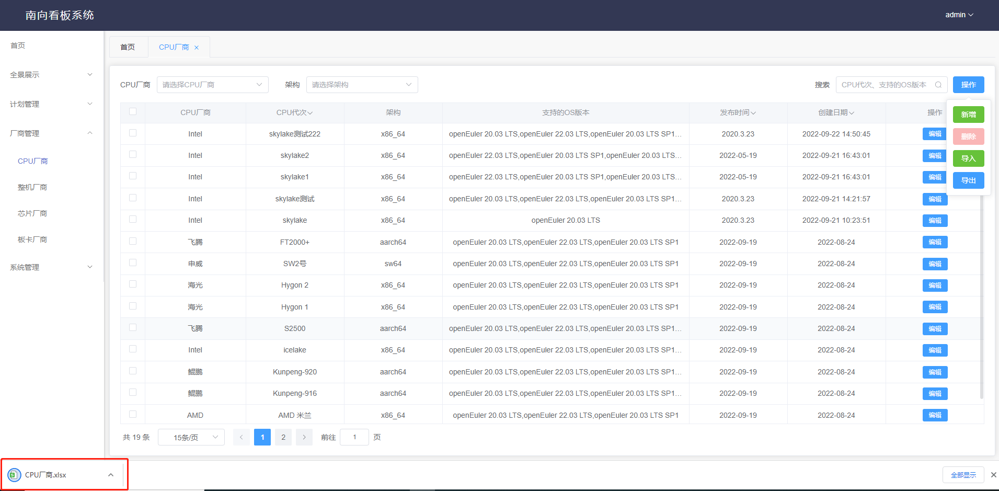 南向看板系统
admin
首页
全景展示
计划管理
厂商管理
CPU厂商
整机厂商
芯片厂商
板卡厂商
系统管理
首页 CPU厂商
CPU厂商 请选择CPU厂商 架构 请选择架构 搜索 CPU代次、支持的OS版本 操作
新增
删除
导入
导出
CPU厂商 CPU代次 架构 支持的OS版本 发布时间 创建日期 操作
Intel skylake测试222 x86_64 openEuler 20.03 LTS,openEuler 22.03 LTS,openEuler 20.03 LTS SP1... 2020.3.23 2022-09-22 14:50:45 编辑
Intel skylake2 x86_64 openEuler 22.03 LTS,openEuler 20.03 LTS SP1,openEuler 20.03 LTS... 2022-05-19 2022-09-21 16:43:01 编辑
Intel skylake1 x86_64 openEuler 22.03 LTS,openEuler 20.03 LTS SP1,openEuler 20.03 LTS... 2022-05-19 2022-09-21 16:43:01 编辑
Intel skylake测试 x86_64 openEuler 20.03 LTS,openEuler 22.03 LTS,openEuler 20.03 LTS SP1... 2020.3.23 2022-09-21 14:21:57 编辑
Intel skylake x86_64 openEuler 20.03 LTS 2020.3.23 2022-09-21 10:23:51 编辑
飞腾 FT2000+ aarch64 openEuler 20.03 LTS,openEuler 22.03 LTS,openEuler 20.03 LTS SP1 2022-09-19 2022-08-24 编辑
申威 SW2号 sw64 openEuler 20.03 LTS,openEuler 22.03 LTS,openEuler 20.03 LTS SP1 2022-09-19 2022-08-24 编辑
海光 Hygon 2 x86_64 openEuler 20.03 LTS,openEuler 22.03 LTS,openEuler 20.03 LTS SP1 2022-09-19 2022-08-24 编辑
海光 Hygon 1 x86_64 openEuler 20.03 LTS,openEuler 22.03 LTS,openEuler 20.03 LTS SP1 2022-09-19 2022-08-24 编辑
飞腾 S2500 aarch64 openEuler 20.03 LTS,openEuler 22.03 LTS,openEuler 20.03 LTS SP1... 2022-09-19 2022-08-24 编辑
Intel icelake x86_64 openEuler 20.03 LTS,openEuler 22.03 LTS,openEuler 20.03 LTS SP1... 2022-09-19 2022-08-24 编辑
鲲鹏 Kunpeng-920 aarch64 openEuler 20.03 LTS,openEuler 22.03 LTS,openEuler 20.03 LTS SP1... 2022-09-19 2022-08-24 编辑
鲲鹏 Kunpeng-916 aarch64 openEuler 20.03 LTS,openEuler 22.03 LTS,openEuler 20.03 LTS SP1... 2022-09-19 2022-08-24 编辑
AMD AMD 米兰 x86_64 openEuler 20.03 LTS,openEuler 22.03 LTS,openEuler 20.03 LTS SP1 2022-09-19 2022-08-24 编辑
共 19 条 15条/页 1 2 前往 1 页
CPU厂商.xlsx
全部显示